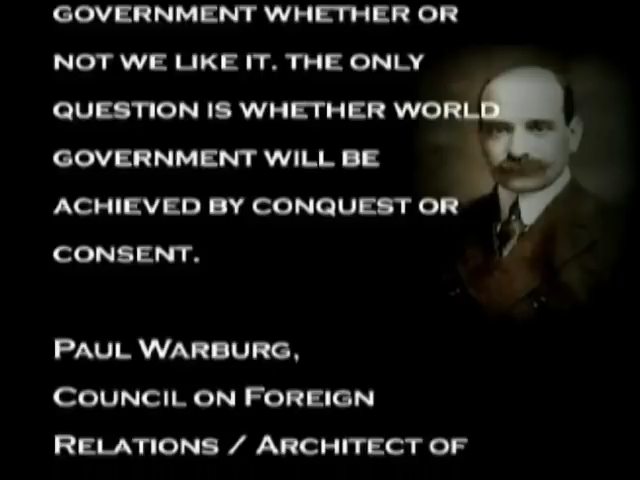 GOVERNMENT WHETHER OR
NOT WE LIKE IT. THE ONLY
QUESTION IS WHETHER WORLD
GOVERNMENT WILL BE
ACHIEVED BY CONQUEST OR
CONSENT.
PAUL WARBURG,
COUNCIL ON FOREIGN
RELATIONS / ARCHITECT OF